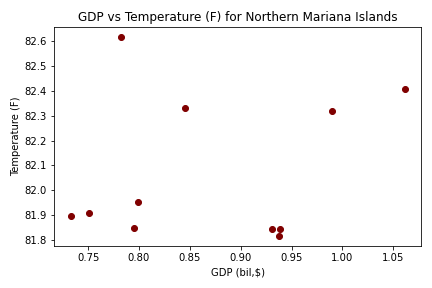 GDP vs Temperature (F) for Northern Mariana Islands
82.6
82.5
82.4
82.3
82.2
82.1
82.0
81.9
81.8
Temperature (F)
0.75 0.80 0.85 0.90 0.95 1.00 1.05
GDP (bil,$)